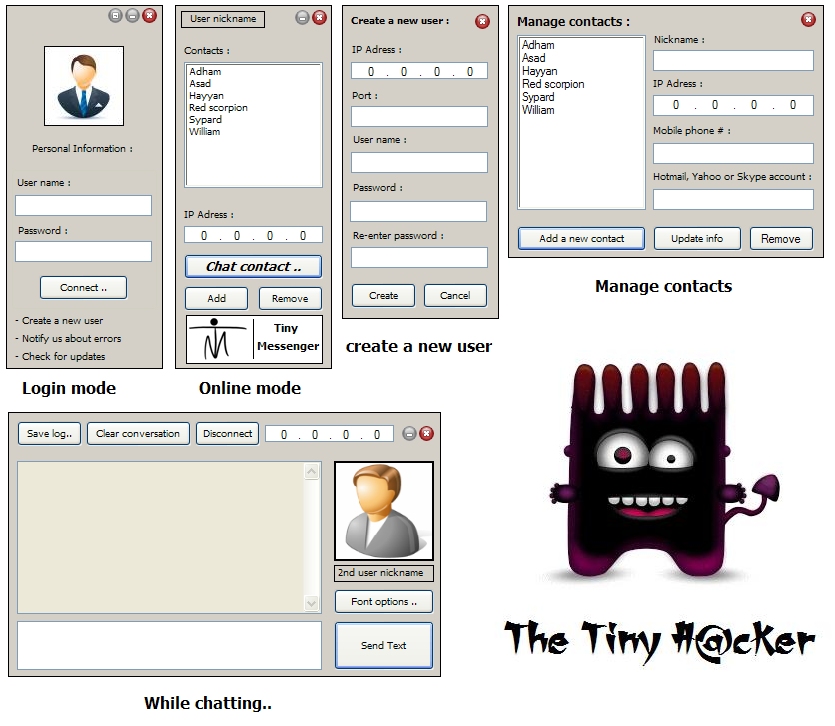 Personal Information :
User name :
Password :
Connect ..
- Create a new user
- Notify us about errors
- Check for updates
Login mode
User nickname
Contacts :
Adham
Asad
Hayyan
Red scorpion
Sypard
William
IP Adress :
0 . 0 . 0 . 0
Chat contact ..
Add
Remove
Tiny
Messenger
Online mode
Create a new user :
IP Adress :
0 . 0 . 0 . 0
Port :
User name :
Password :
Re-enter password :
Create
Cancel
create a new user
Manage contacts :
Adham
Asad
Hayyan
Red scorpion
Sypard
William
Nickname :
IP Adress :
0 . 0 . 0 . 0
Mobile phone # :
Hotmail, Yahoo or Skype account :
Add a new contact
Update info
Remove
Manage contacts
Save log..
Clear conversation
Disconnect
0 . 0 . 0 . 0
2nd user nickname
Font options ..
Send Text
While chatting..
The Tiny H@cKer